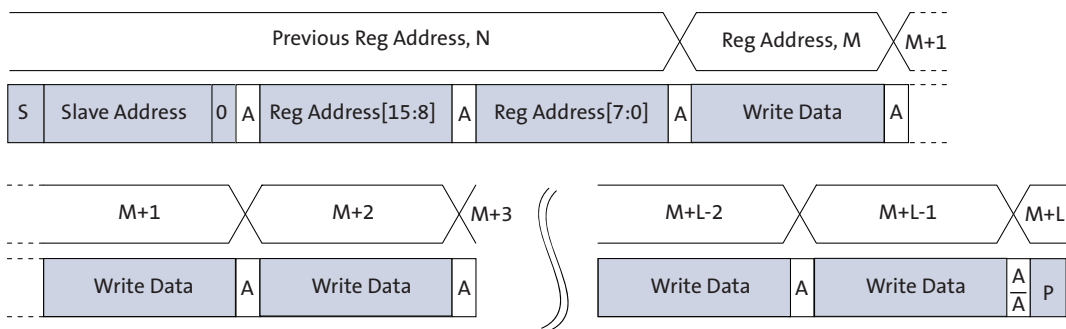 Previous Reg Address, N Reg Address, M M+1
S Slave Address 0 A Reg Address[15:8] A Reg Address[7:0] A Write Data A
M+1 M+2 M+3 M+L-2 M+L-1 M+L
Write Data A Write Data A Write Data A Write Data A P
A